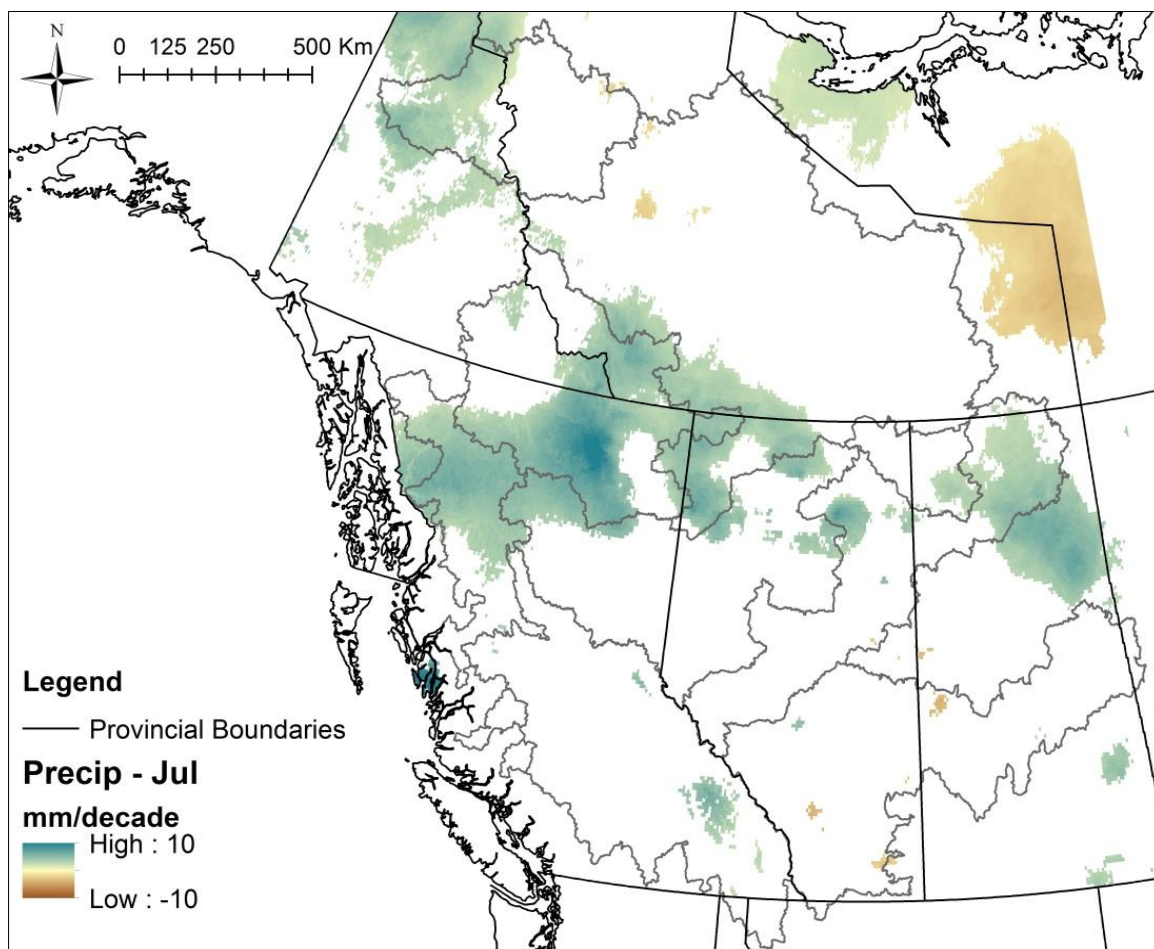 N
0 125 250 500 Km
Legend
Provincial Boundaries
Precip - Jul
mm/decade
High : 10
Low : -10